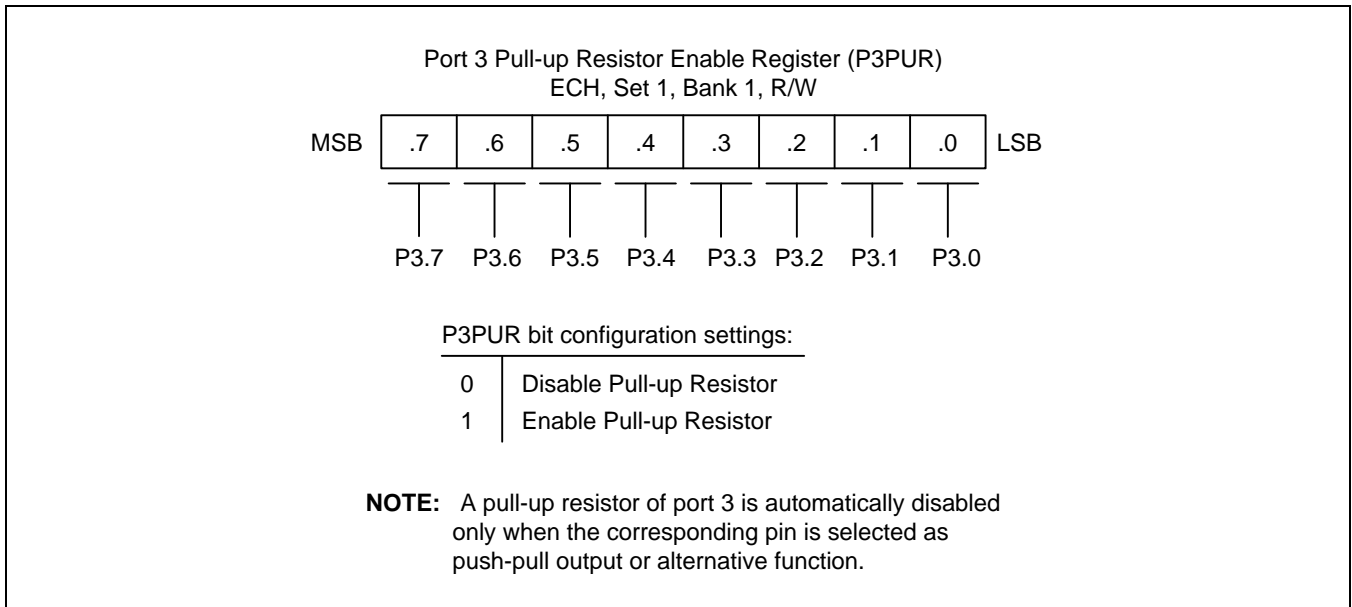 Port 3 Pull-up Resistor Enable Register (P3PUR)
ECH, Set 1, Bank 1, R/W
MSB .7 .6 .5 .4 .3 .2 .1 .0 LSB
P3.7 P3.6 P3.5 P3.4 P3.3 P3.2 P3.1 P3.0
P3PUR bit configuration settings:
0 Disable Pull-up Resistor
1 Enable Pull-up Resistor
NOTE: A pull-up resistor of port 3 is automatically disabled
only when the corresponding pin is selected as
push-pull output or alternative function.